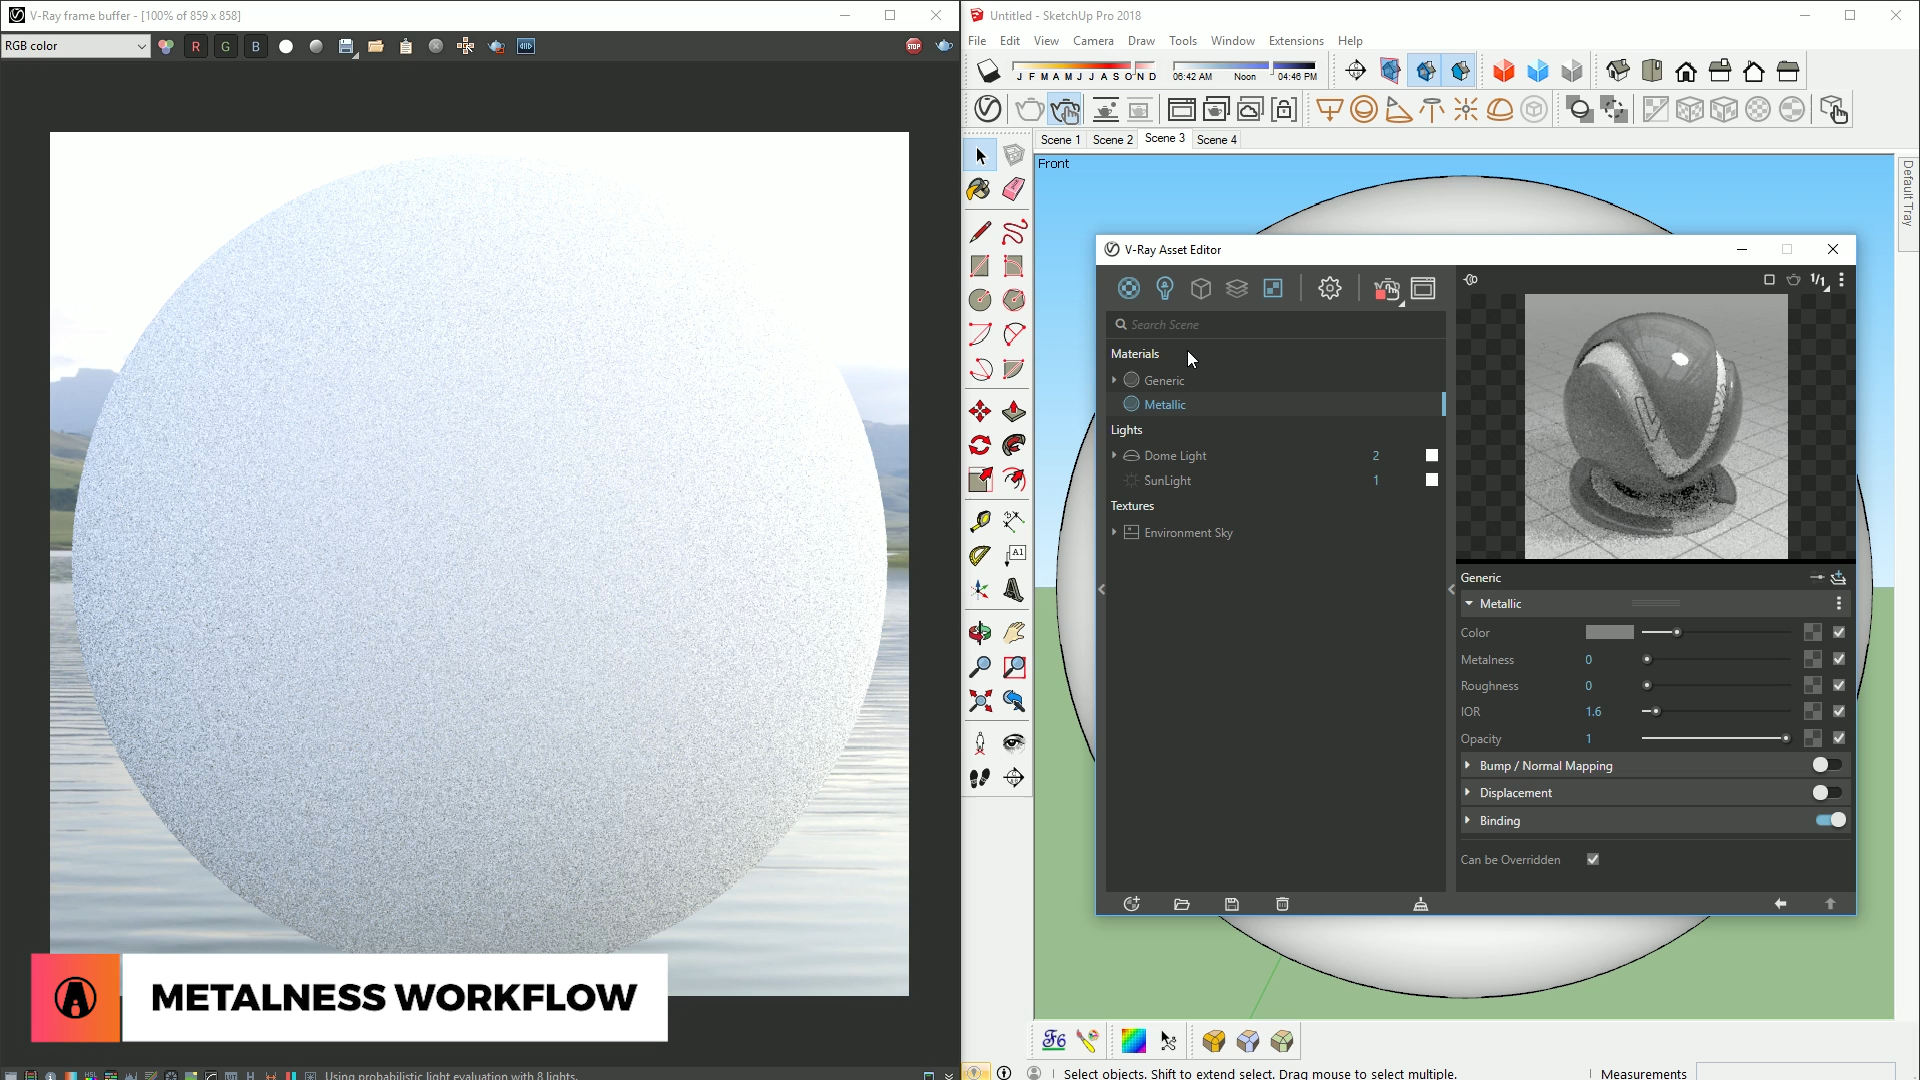 V-Ray frame buffer - [100% of 859 x 858]
RGB color
R G B
STOP
METALNESS WORKFLOW
Using probabilistic light evaluation with 8 lights.
Untitled - SketchUp Pro 2018
File Edit View Camera Draw Tools Window Extensions Help
J F M A M J J A S O N D
06:42 AM Noon 04:46 PM
Scene 1 Scene 2 Scene 3 Scene 4
Front
Default Tray
V-Ray Asset Editor
1/1
Search Scene
Materials
Generic
Metallic
Lights
Dome Light 2
SunLight 1
Textures
Environment Sky
Generic
Metallic
Color
Metalness 0
Roughness 0
IOR 1.6
Opacity 1
Bump / Normal Mapping
Displacement
Binding
Can be Overridden
A1
F6
Select objects. Shift to extend select. Drag mouse to select multiple.
Measurements